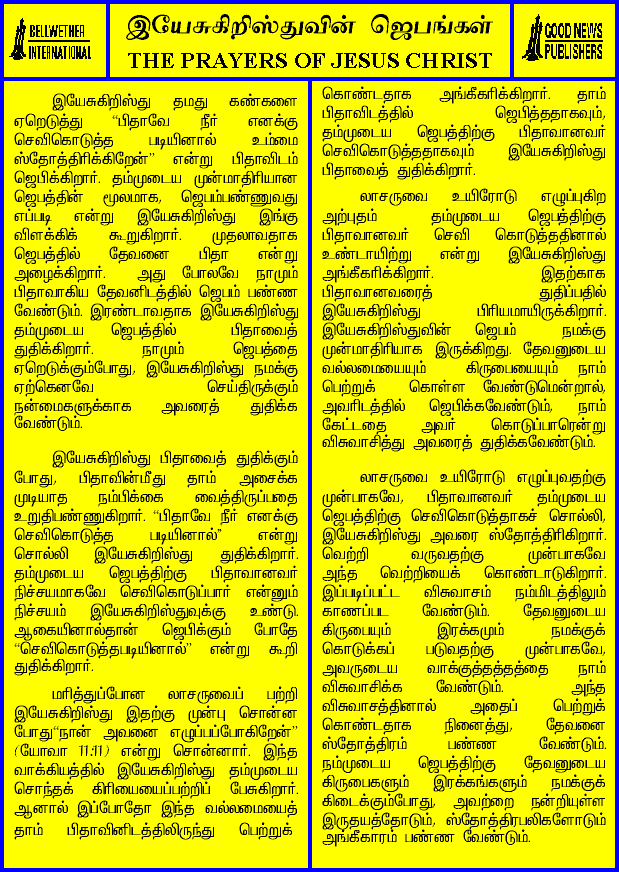 BELLWETHER
INTERNATIONAL
இயேசுகிறிஸ்துவின் ஜெபங்கள்
THE PRAYERS OF JESUS CHRIST
GOOD NEWS
PUBLISHERS
இயேசுகிறிஸ்து தமது கண்களை
ஏறெடுத்து “பிதாவே நீர் எனக்கு
செவிகொடுத்த படியினால் உம்மை
ஸ்தோத்திரிக்கிறேன்” என்று பிதாவிடம்
ஜெபிக்கிறார். தம்முடைய முன்மாதிரியான
ஜெபத்தின் மூலமாக, ஜெபம்பண்ணுவது
எப்படி என்று இயேசுகிறிஸ்து இங்கு
விளக்கிக் கூறுகிறார். முதலாவதாக
ஜெபத்தில் தேவனை பிதா என்று
அழைக்கிறார். அது போலவே நாமும்
பிதாவாகிய தேவனிடத்தில் ஜெபம் பண்ண
வேண்டும். இரண்டாவதாக இயேசுகிறிஸ்து
தம்முடைய ஜெபத்தில் பிதாவைத்
துதிக்கிறார். நாமும் ஜெபத்தை
ஏறெடுக்கும்போது, இயேசுகிறிஸ்து நமக்கு
ஏற்கெனவே செய்திருக்கும்
நன்மைகளுக்காக அவரைத் துதிக்க
வேண்டும்.
இயேசுகிறிஸ்து பிதாவைத் துதிக்கும்
போது, பிதாவின்மீது தாம் அசைக்க
முடியாத நம்பிக்கை வைத்திருப்பதை
உறுதிபண்ணுகிறார். “பிதாவே நீர் எனக்கு
செவிகொடுத்த படியினால்” என்று
சொல்லி இயேசுகிறிஸ்து துதிக்கிறார்.
தம்முடைய ஜெபத்திற்கு பிதாவானவர்
நிச்சயமாகவே செவிகொடுப்பார் என்னும்
நிச்சயம் இயேசுகிறிஸ்துவுக்கு உண்டு.
ஆகையினால்தான் ஜெபிக்கும் போதே
“செவிகொடுத்தபடியினால்” என்று கூறி
துதிக்கிறார்.
மரித்துப்போன லாசருவைப் பற்றி
இயேசுகிறிஸ்து இதற்கு முன்பு சொன்ன
போது“நான் அவனை எழுப்பப்போகிறேன்”
(யோவா 11:11) என்று சொன்னார். இந்த
வாக்கியத்தில் இயேசுகிறிஸ்து தம்முடைய
சொந்தக் கிரியையைப்பற்றிப் பேசுகிறார்.
ஆனால் இப்போதோ இந்த வல்லமையைத்
தாம் பிதாவினிடத்திலிருந்து பெற்றுக்
கொண்டதாக அங்கீகரிக்கிறார். தாம்
பிதாவிடத்தில் ஜெபித்ததாகவும்,
தம்முடைய ஜெபத்திற்கு பிதாவானவர்
செவிகொடுத்ததாகவும் இயேசுகிறிஸ்து
பிதாவைத் துதிக்கிறார்.
லாசருவை உயிரோடு எழுப்புகிற
அற்புதம் தம்முடைய ஜெபத்திற்கு
பிதாவானவர் செவி கொடுத்ததினால்
உண்டாயிற்று என்று இயேசுகிறிஸ்து
அங்கீகரிக்கிறார். இதற்காக
பிதாவானவரைத் துதிப்பதில்
இயேசுகிறிஸ்து பிரியமாயிருக்கிறார்.
இயேசுகிறிஸ்துவின் ஜெபம் நமக்கு
முன்மாதிரியாக இருக்கிறது. தேவனுடைய
வல்லமையையும் கிருபையையும் நாம்
பெற்றுக் கொள்ள வேண்டுமென்றால்,
அவரிடத்தில் ஜெபிக்கவேண்டும், நாம்
கேட்டதை அவர் கொடுப்பாரென்று
விசுவாசித்து அவரைத் துதிக்கவேண்டும்.
லாசருவை உயிரோடு எழுப்புவதற்கு
முன்பாகவே, பிதாவானவர் தம்முடைய
ஜெபத்திற்கு செவிகொடுத்தாகச் சொல்லி,
இயேசுகிறிஸ்து அவரை ஸ்தோத்திரிகிறார்.
வெற்றி வருவதற்கு முன்பாகவே
அந்த வெற்றியைக் கொண்டாடுகிறார்.
இப்படிப்பட்ட விசுவாசம் நம்மிடத்திலும்
காணப்பட வேண்டும். தேவனுடைய
கிருபையும் இரக்கமும் நமக்குக்
கொடுக்கப் படுவதற்கு முன்பாகவே,
அவருடைய வாக்குத்தத்தத்தை நாம்
விசுவாசிக்க வேண்டும். அந்த
விசுவாசத்தினால் அதைப் பெற்றுக்
கொண்டதாக நினைத்து, தேவனை
ஸ்தோத்திரம் பண்ண வேண்டும்.
நம்முடைய ஜெபத்திற்கு தேவனுடைய
கிருபைகளும் இரக்கங்களும் நமக்குக்
கிடைக்கும்போது, அவற்றை நன்றியுள்ள
இருதயத்தோடும், ஸ்தோத்திரபலிகளோடும்
அங்கீகாரம் பண்ண வேண்டும்.